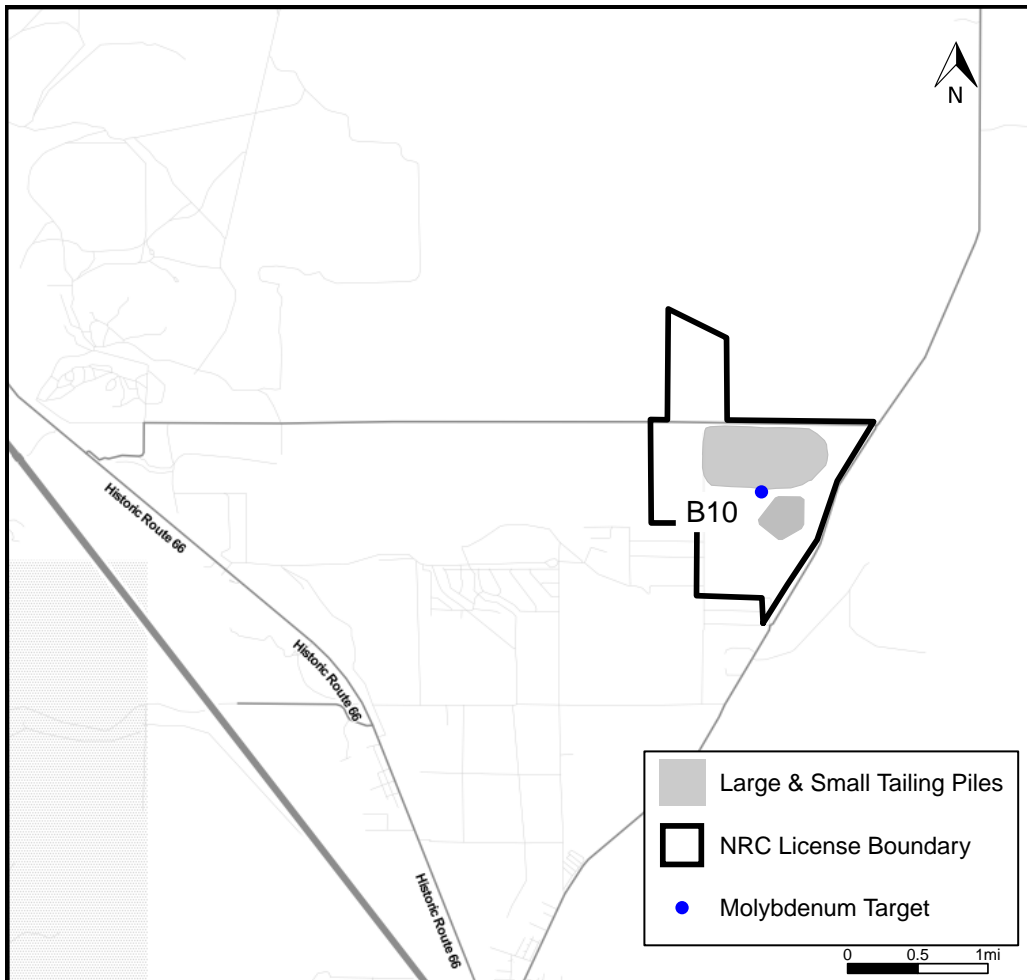 N
B10
Historic Route 66
Historic Route 66
Historic Route 66
Large & Small Tailing Piles
NRC License Boundary
Molybdenum Target
0 0.5 1mi